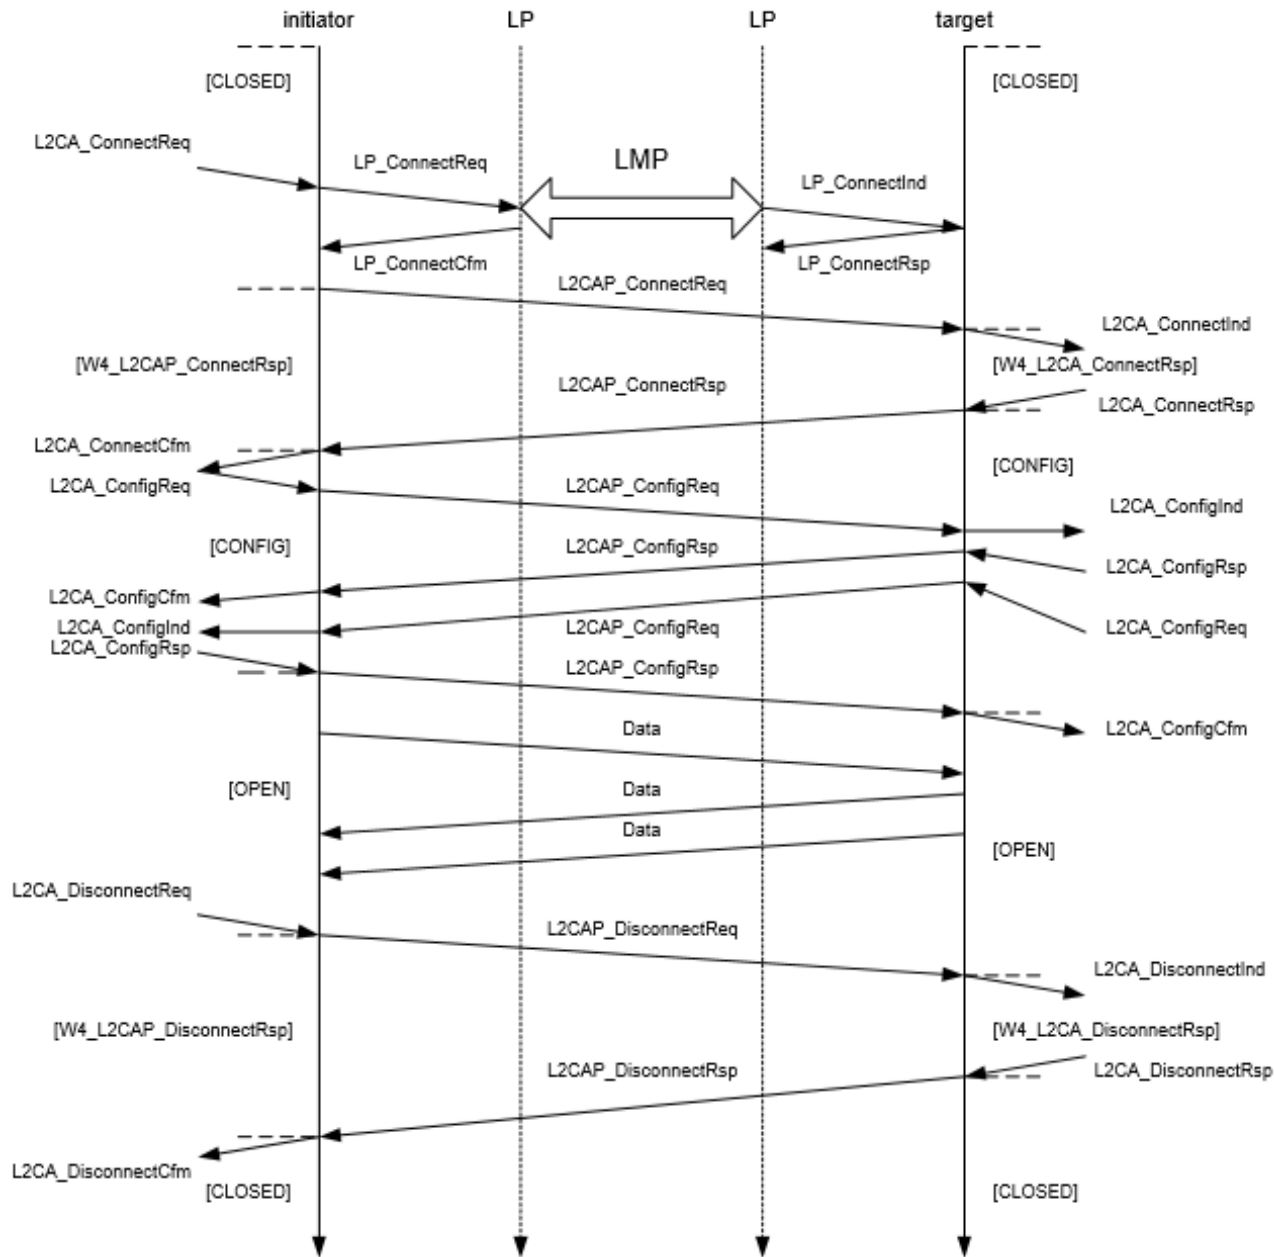 initiator
LP
LP
target
[CLOSED]
[CLOSED]
L2CA_ConnectReq
LP_ConnectReq
LMP
LP_ConnectInd
LP_ConnectCfm
LP_ConnectRsp
L2CAP_ConnectReq
L2CA_ConnectInd
[W4_L2CAP_ConnectRsp]
[W4_L2CA_ConnectRsp]
L2CAP_ConnectRsp
L2CA_ConnectRsp
L2CA_ConnectCfm
[CONFIG]
L2CA_ConfigReq
L2CAP_ConfigReq
L2CA_ConfigInd
[CONFIG]
L2CAP_ConfigRsp
L2CA_ConfigRsp
L2CA_ConfigCfm
L2CA_ConfigInd
L2CAP_ConfigReq
L2CA_ConfigReq
L2CA_ConfigRsp
L2CAP_ConfigRsp
Data
L2CA_ConfigCfm
[OPEN]
Data
Data
[OPEN]
L2CA_DisconnectReq
L2CAP_DisconnectReq
L2CA_DisconnectInd
[W4_L2CAP_DisconnectRsp]
[W4_L2CA_DisconnectRsp]
L2CAP_DisconnectRsp
L2CA_DisconnectRsp
L2CA_DisconnectCfm
[CLOSED]
[CLOSED]